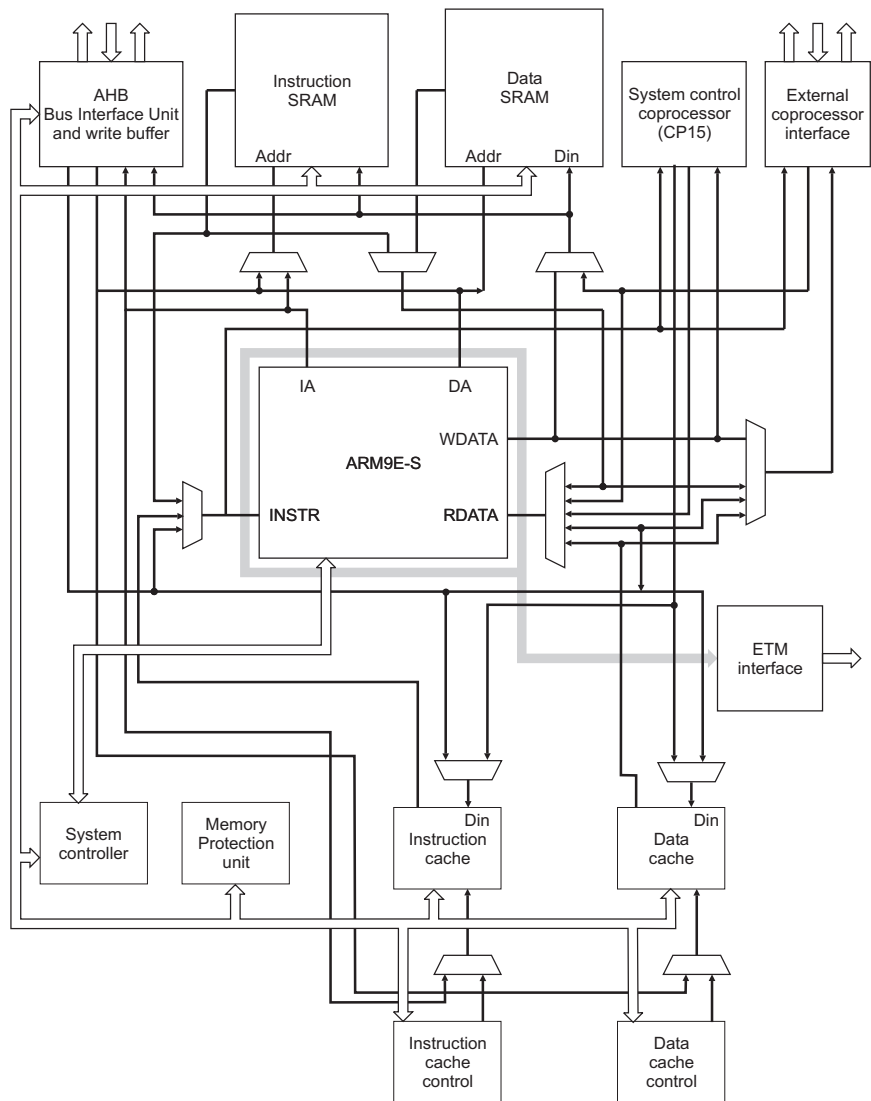 AHB
Bus Interface Unit
and write buffer
Instruction
SRAM
Addr
Data
SRAM
Addr
Din
System control
coprocessor
(CP15)
External
coprocessor
interface
IA
DA
WDATA
ARM9E-S
INSTR
RDATA
ETM
interface
System
controller
Memory
Protection
unit
Din
Instruction
cache
Din
Data
cache
Instruction
cache
control
Data
cache
control